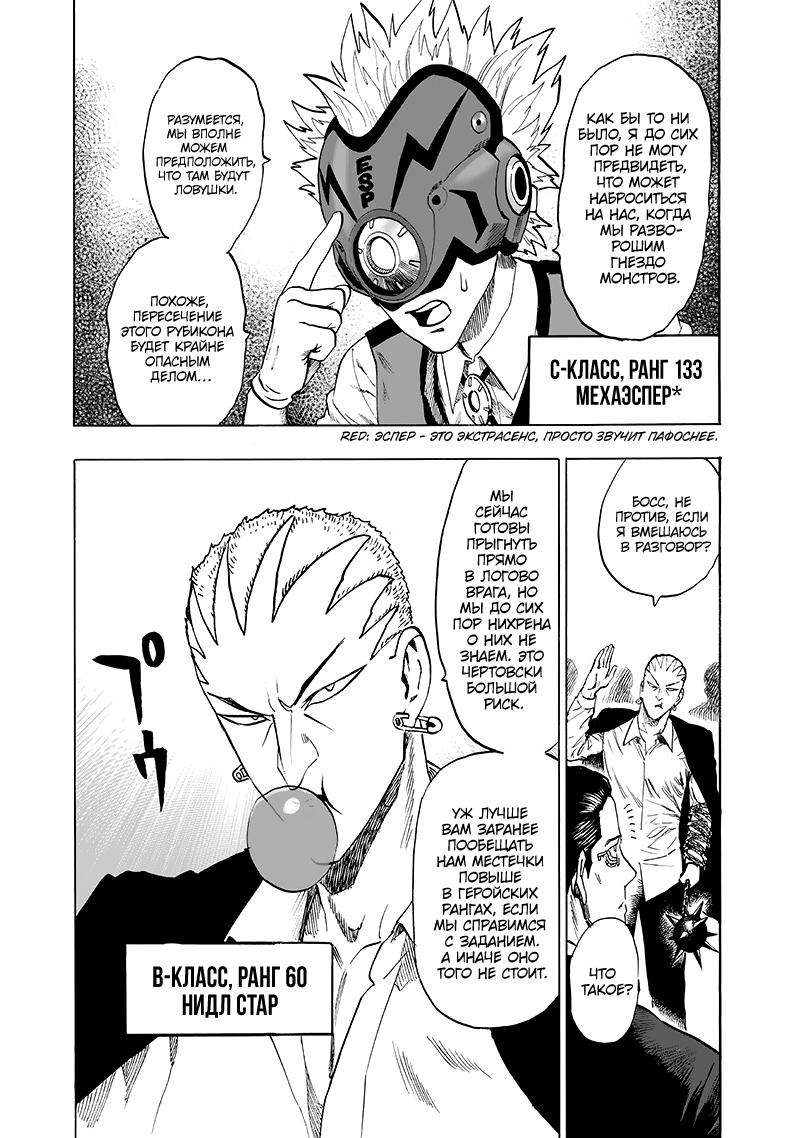 КАК БЫ ТО НИ
БЫЛО, Я ДО СИХ
ПОР НЕ МОГУ
ПРЕДВИДЕТЬ,
ЧТО МОЖЕТ
НАБРОСИТЬСЯ
НА НАС, КОГДА
МЫ РАЗВО-
РОШИМ
ГНЕЗДО
МОНСТРОВ.
ESP
РАЗУМЕЕТСЯ,
МЫ ВПОЛНЕ
МОЖЕМ
ПРЕДПОЛОЖИТЬ,
ЧТО ТАМ БУДУТ
ЛОВУШКИ.
ПОХОЖЕ,
ПЕРЕСЕЧЕНИЕ
ЭТОГО РУБИКОНА
БУДЕТ КРАЙНЕ
ОПАСНЫМ
ДЕЛОМ...
С-КЛАСС, РАНГ 133
МЕХАЭСПЕР*
RED: ЭСПЕР - ЭТО ЭКСТРАСЕНС, ПРОСТО ЗВУЧИТ ПАФОСНЕЕ.
БОСС, НЕ
ПРОТИВ, ЕСЛИ
Я ВМЕШАЮСЬ
В РАЗГОВОР?
ЧТО
ТАКОЕ?
МЫ
СЕЙЧАС
ГОТОВЫ
ПРЫГНУТЬ
ПРЯМО
В ЛОГОВО
ВРАГА, НО
МЫ ДО СИХ
ПОР НИХРЕНА
О НИХ НЕ
ЗНАЕМ. ЭТО
ЧЕРТОВСКИ
БОЛЬШОЙ
РИСК.
プゥ
УЖ ЛУЧШЕ
ВАМ ЗАРАНЕЕ
ПООБЕЩАТЬ
НАМ МЕСТЕЧКИ
ПОВЫШЕ
В ГЕРОЙСКИХ
РАНГАХ, ЕСЛИ
МЫ СПРАВИМСЯ
С ЗАДАНИЕМ.
А ИНАЧЕ ОНО
ТОГО НЕ СТОИТ.
В-КЛАСС, РАНГ 60
НИДЛ СТАР